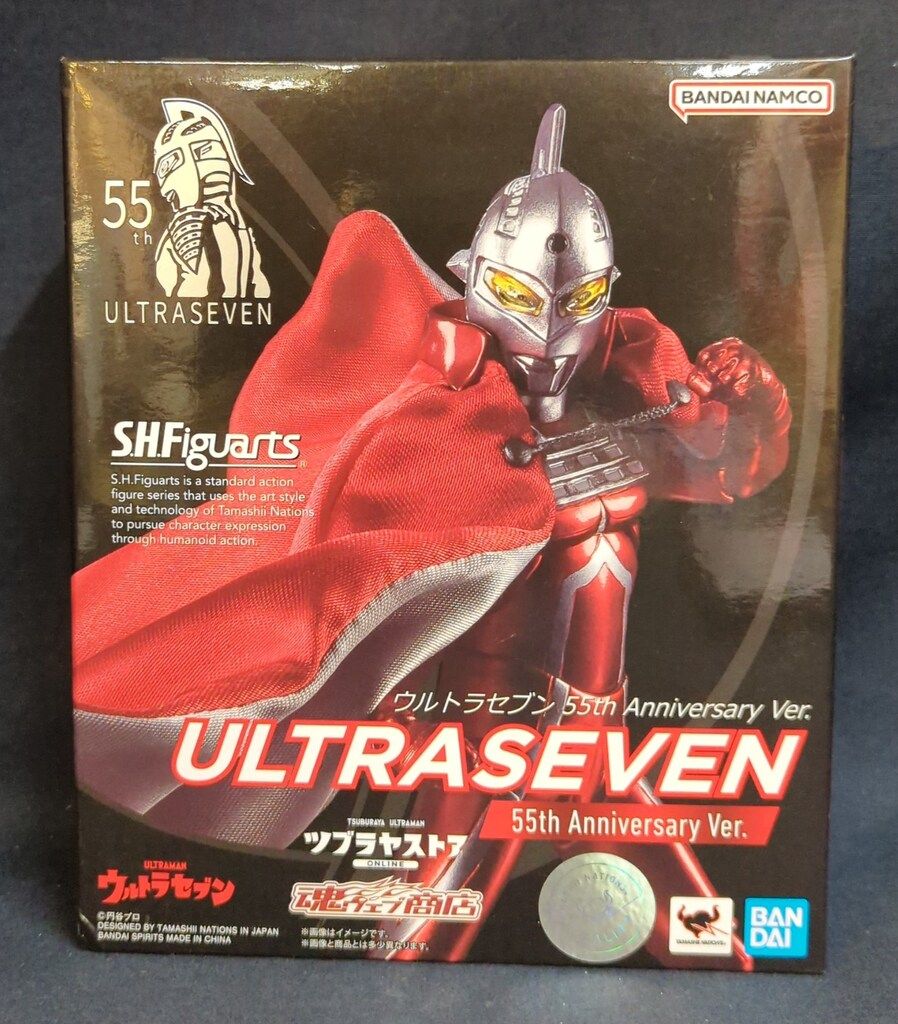 BANDAI NAMCO
55
th
ULTRASEVEN
S.H.Figuarts
®
S.H.Figuarts is a standard action
figure series that uses the art style
and technology of Tamashii Nations
to pursue character expression
through humanoid action.
ウルトラセブン 55th Anniversary Ver.
ULTRASEVEN
55th Anniversary Ver.
TSUBURAYA ULTRAMAN
ツブラヤストア
ONLINE
ULTRAMAN
ウルトラセブン
魂ウェブ商店
©円谷プロ
DESIGNED BY TAMASHII NATIONS IN JAPAN
BANDAI SPIRITS MADE IN CHINA
※画像はイメージです。
※画像と商品とは多少異なります。
TAMASHII NATIONS
BAN
DAI